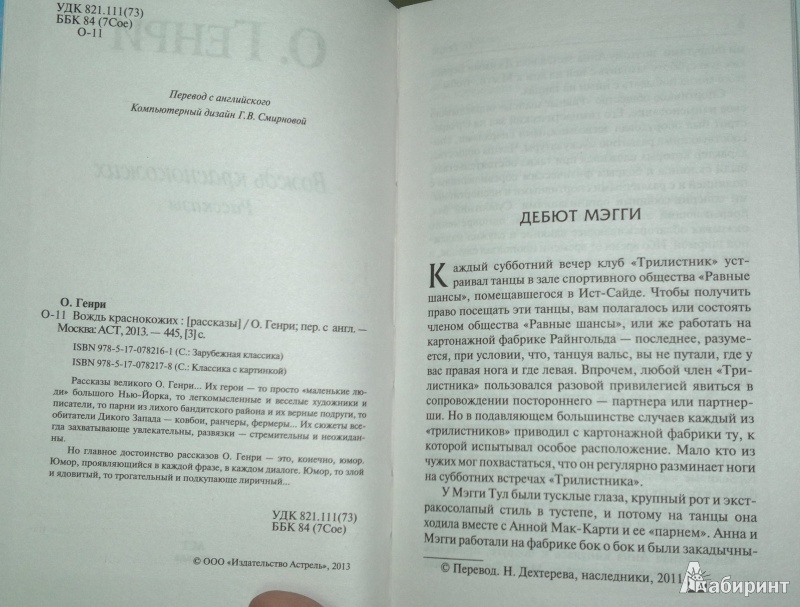 УДК 821.111(73)
ББК 84 (7Сое)
О-11
Перевод с английского
Компьютерный дизайн Г.В. Смирновой
О. Генри
О-11 Вождь краснокожих : [рассказы] / О. Генри; пер. с англ. –
Москва: АСТ, 2013. — 445, [3] с.
ISBN 978-5-17-078216-1 (С.: Зарубежная классика)
ISBN 978-5-17-078217-8 (С.: Классика с картинкой)
Рассказы великого О. Генри... Их герои — то просто «маленькие лю-
ди» большого Нью-Йорка, то легкомысленные и веселые художники и
писатели, то парни из лихого бандитского района и их верные подруги, то
обитатели Дикого Запада — ковбои, ранчеры, фермеры... Их сюжеты все-
гда захватывающе увлекательны, развязки — стремительны и неожидан-
ны.
Но главное достоинство рассказов О. Генри — это, конечно, юмор.
Юмор, проявляющийся в каждой фразе, в каждом диалоге. Юмор, то злой
и ядовитый, то трогательный и подкупающе лиричный...
УДК 821.111(73)
ББК 84 (7Сое)
© ООО «Издательство Астрель», 2013
ДЕБЮТ МЭГГИ
Каждый субботний вечер клуб «Трилистник» уст-
раивал танцы в зале спортивного общества «Равные
шансы», помещавшегося в Ист-Сайде. Чтобы получить
право посещать эти танцы, вам полагалось или состоять
членом общества «Равные шансы», или же работать на
картонажной фабрике Райнгольда — последнее, разуме-
ется, при условии, что, танцуя вальс, вы не путали, где у
вас правая нога и где левая. Впрочем, любой член «Три-
листника» пользовался разовой привилегией явиться в
сопровождении постороннего — партнера или партнер-
ши. Но в подавляющем большинстве случаев каждый из
«трилистников» приводил с картонажной фабрики ту, к
которой испытывал особое расположение. Мало кто из
чужих мог похвастаться, что он регулярно разминает ноги
на субботних встречах «Трилистника».
У Мэгги Тул были тусклые глаза, крупный рот и экст-
ракосолапый стиль в тустепе, и потому на танцы она
ходила вместе с Анной Мак-Карти и ее «парнем». Анна и
Мэгги работали на фабрике бок о бок и были закадычны-
© Перевод. Н. Дехтерева, наследники, 2011
Лабиринт